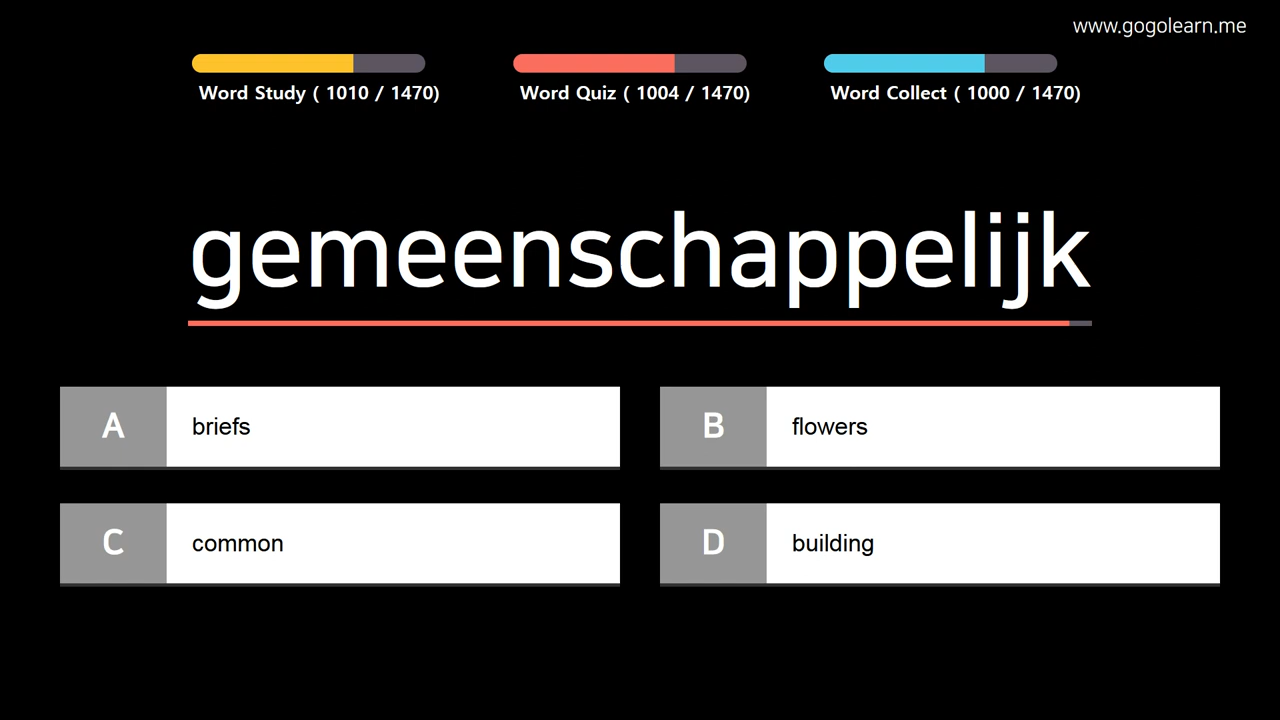 www.gogolearn.me
Word Study ( 1010 / 1470)
Word Quiz ( 1004 / 1470)
Word Collect ( 1000 / 1470)
gemeenschappelijk
A briefs
B flowers
C common
D building